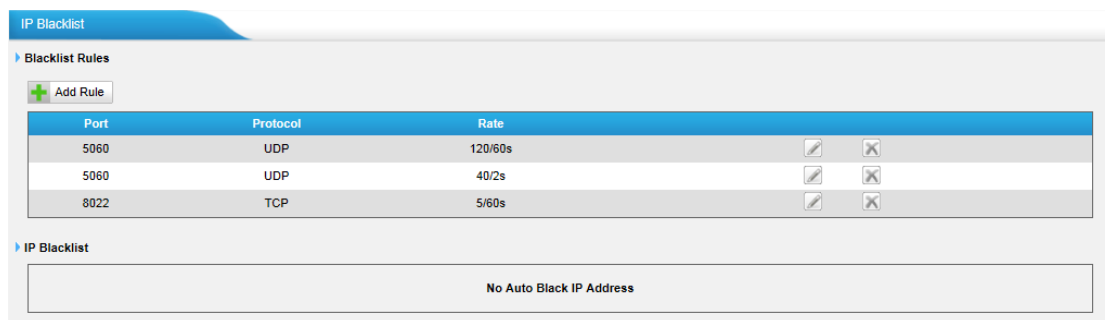 IP Blacklist
Blacklist Rules
Add Rule
Port Protocol Rate
5060 UDP 120/60s
5060 UDP 40/2s
8022 TCP 5/60s
IP Blacklist
No Auto Black IP Address